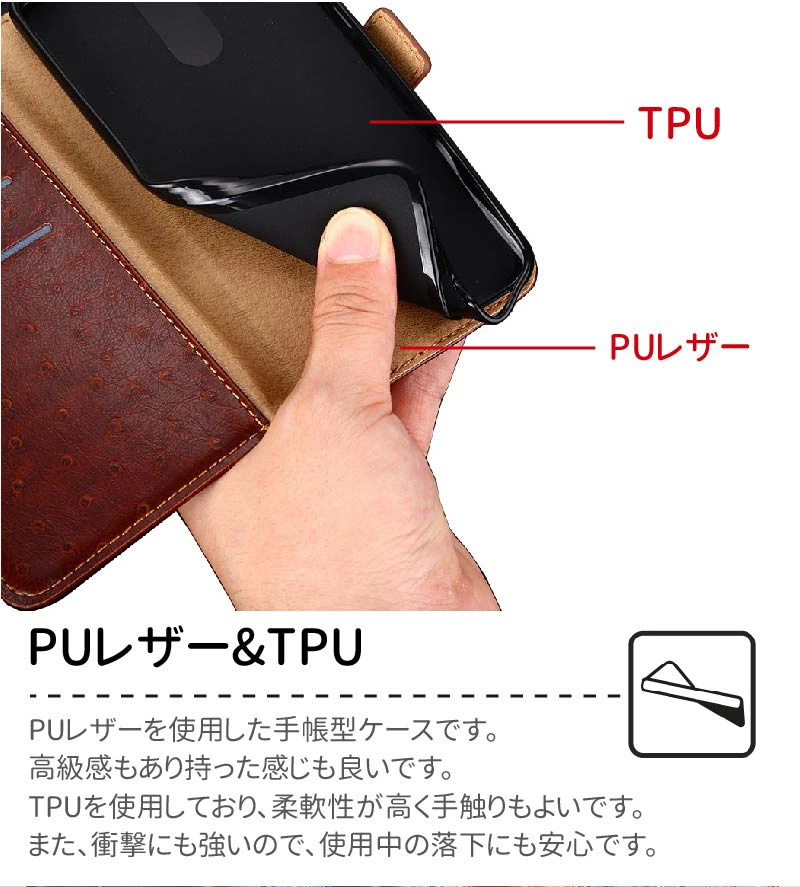 TPU
PUレザー
PUレザー&TPU
PUレザーを使用した手帳型ケースです。
高級感もあり持った感じも良いです。
TPUを使用しており、柔軟性が高く手触りもよいです。
また、衝撃にも強いので、使用中の落下にも安心です。